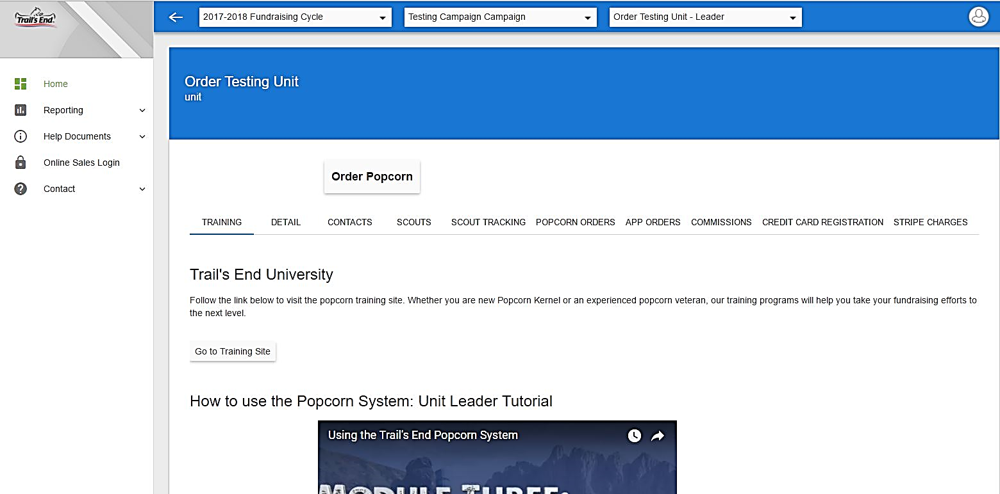 Trail's End.
2017-2018 Fundraising Cycle
Testing Campaign Campaign
Order Testing Unit - Leader
Home
Reporting
Help Documents
Online Sales Login
Contact
Order Testing Unit
unit
Order Popcorn
TRAINING
DETAIL
CONTACTS
SCOUTS
SCOUT TRACKING
POPCORN ORDERS
APP ORDERS
COMMISSIONS
CREDIT CARD REGISTRATION
STRIPE CHARGES
Trail's End University
Follow the link below to visit the popcorn training site. Whether you are new Popcorn Kernel or an experienced popcorn veteran, our training programs will help you take your fundraising efforts to
the next level.
Go to Training Site
How to use the Popcorn System: Unit Leader Tutorial
Using the Trail's End Popcorn System
MODULE THREE: